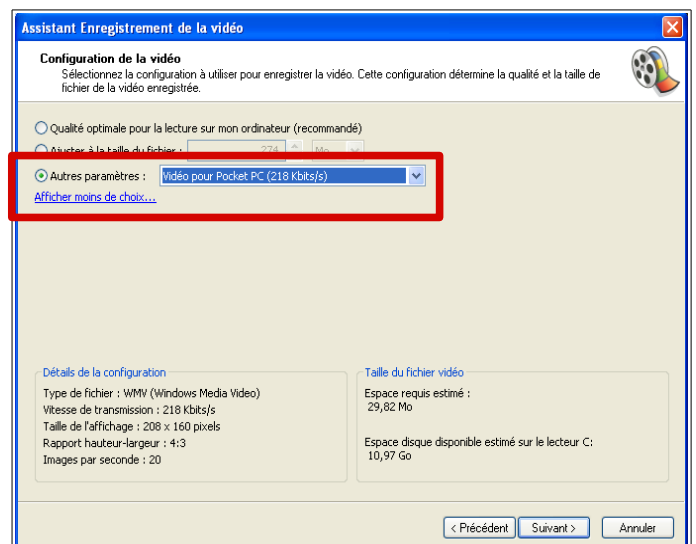 Assistant Enregistrement de la vidéo
Configuration de la vidéo
Sélectionnez la configuration à utiliser pour enregistrer la vidéo. Cette configuration détermine la qualité et la taille de
fichier de la vidéo enregistrée.
Qualité optimale pour la lecture sur mon ordinateur (recommandé)
Ajuster à la taille du fichier : 274 Mo
Autres paramètres : Vidéo pour Pocket PC (218 Kbits/s)
Afficher moins de choix...
Détails de la configuration
Type de fichier : WMV (Windows Media Video)
Vitesse de transmission : 218 Kbits/s
Taille de l'affichage : 208 x 160 pixels
Rapport hauteur-largeur : 4:3
Images par seconde : 20
Taille du fichier vidéo
Espace requis estimé :
29,82 Mo
Espace disque disponible estimé sur le lecteur C:
10,97 Go
< Précédent Suivant > Annuler